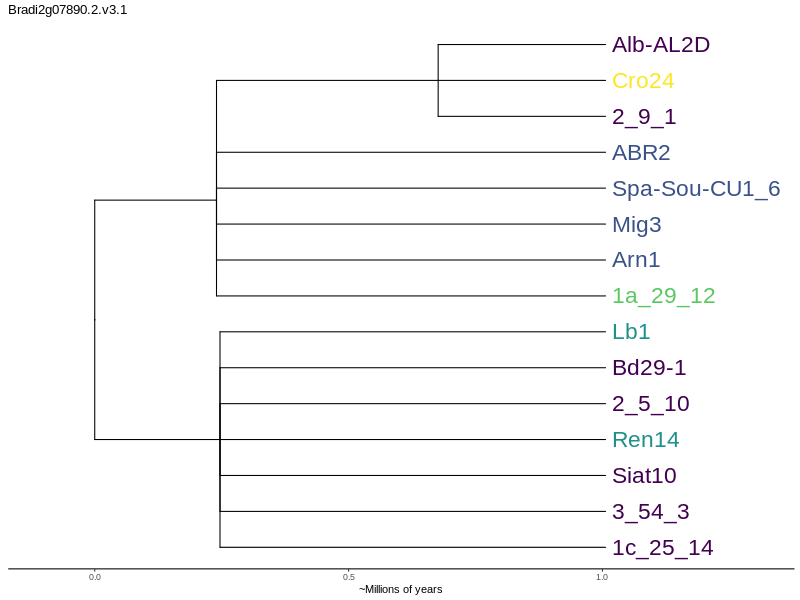 Bradi2g07890.2.v3.1
Alb-AL2D
Cro24
2_9_1
ABR2
Spa-Sou-CU1_6
Mig3
Arn1
1a_29_12
Lb1
Bd29-1
2_5_10
Ren14
Siat10
3_54_3
1c_25_14
0.0 0.5 1.0
~Millions of years